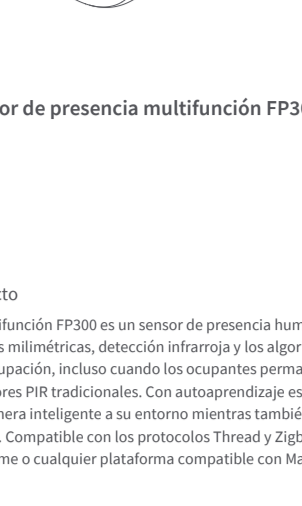 or de presencia multifunción FP30
cto
ifunción FP300 es un sensor de presencia hum
s milimétricas, detección infrarroja y los algor
upación, incluso cuando los ocupantes perma
ores PIR tradicionales. Con autoaprendizaje es
nera inteligente a su entorno mientras tambié
. Compatible con los protocolos Thread y Zigb
me o cualquier plataforma compatible con Ma